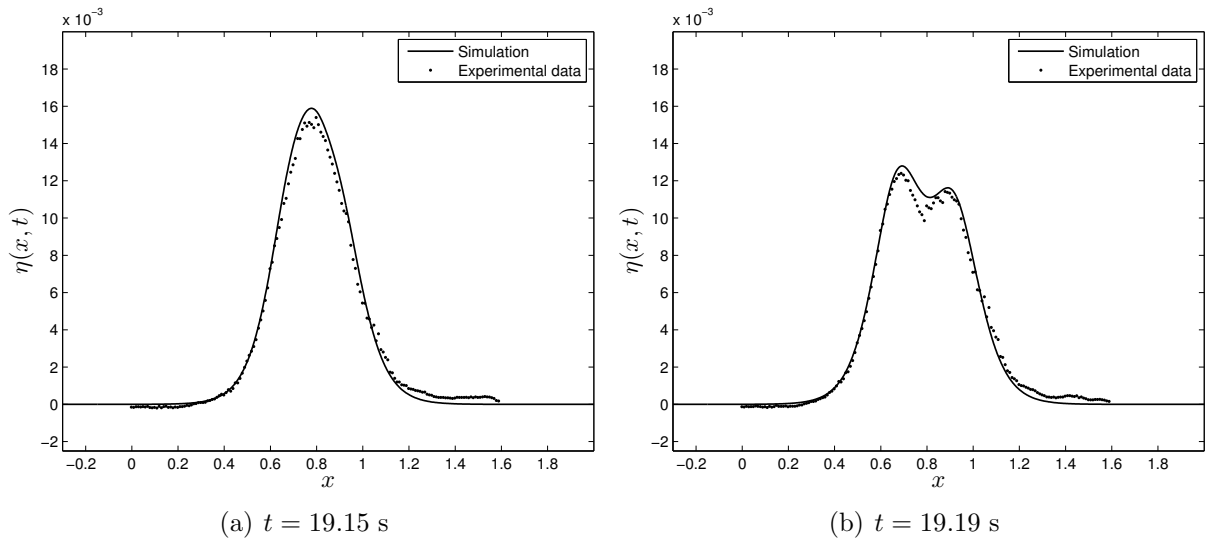 x 10⁻³
18
16
14
12
10
8
6
4
2
0
−2
η(x, t)
−0.2 0 0.2 0.4 0.6 0.8 1 1.2 1.4 1.6 1.8
x
Simulation
Experimental data
(a) t = 19.15 s
x 10⁻³
18
16
14
12
10
8
6
4
2
0
−2
η(x, t)
−0.2 0 0.2 0.4 0.6 0.8 1 1.2 1.4 1.6 1.8
x
Simulation
Experimental data
(b) t = 19.19 s